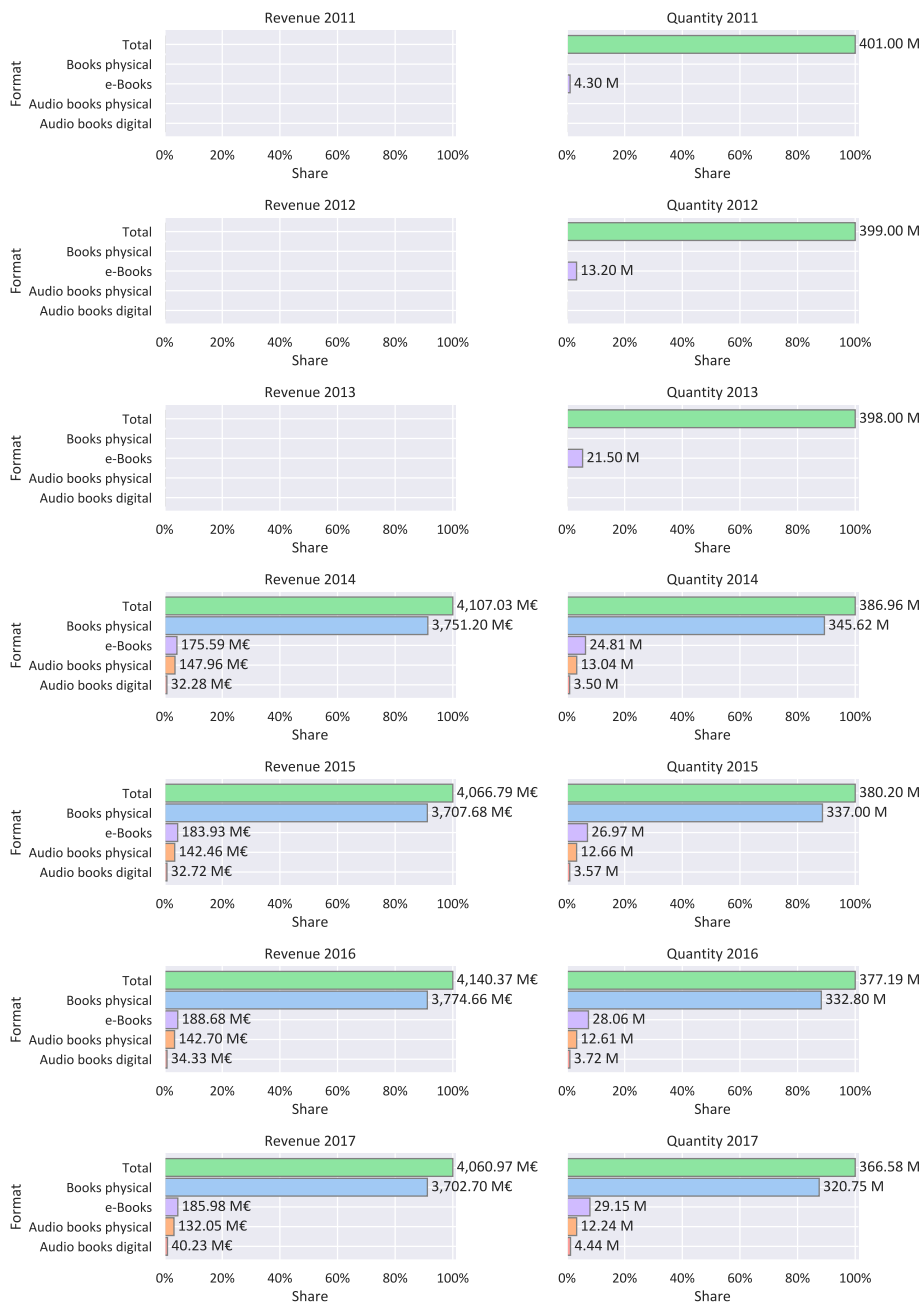 Revenue 2011
Format
Total
Books physical
e-Books
Audio books physical
Audio books digital
0% 20% 40% 60% 80% 100%
Share
Quantity 2011
401.00 M
4.30 M
0% 20% 40% 60% 80% 100%
Share
Revenue 2012
Format
Total
Books physical
e-Books
Audio books physical
Audio books digital
0% 20% 40% 60% 80% 100%
Share
Quantity 2012
399.00 M
13.20 M
0% 20% 40% 60% 80% 100%
Share
Revenue 2013
Format
Total
Books physical
e-Books
Audio books physical
Audio books digital
0% 20% 40% 60% 80% 100%
Share
Quantity 2013
398.00 M
21.50 M
0% 20% 40% 60% 80% 100%
Share
Revenue 2014
Format
Total 4,107.03 M€
Books physical 3,751.20 M€
e-Books 175.59 M€
Audio books physical 147.96 M€
Audio books digital 32.28 M€
0% 20% 40% 60% 80% 100%
Share
Quantity 2014
386.96 M
345.62 M
24.81 M
13.04 M
3.50 M
0% 20% 40% 60% 80% 100%
Share
Revenue 2015
Format
Total 4,066.79 M€
Books physical 3,707.68 M€
e-Books 183.93 M€
Audio books physical 142.46 M€
Audio books digital 32.72 M€
0% 20% 40% 60% 80% 100%
Share
Quantity 2015
380.20 M
337.00 M
26.97 M
12.66 M
3.57 M
0% 20% 40% 60% 80% 100%
Share
Revenue 2016
Format
Total 4,140.37 M€
Books physical 3,774.66 M€
e-Books 188.68 M€
Audio books physical 142.70 M€
Audio books digital 34.33 M€
0% 20% 40% 60% 80% 100%
Share
Quantity 2016
377.19 M
332.80 M
28.06 M
12.61 M
3.72 M
0% 20% 40% 60% 80% 100%
Share
Revenue 2017
Format
Total 4,060.97 M€
Books physical 3,702.70 M€
e-Books 185.98 M€
Audio books physical 132.05 M€
Audio books digital 40.23 M€
0% 20% 40% 60% 80% 100%
Share
Quantity 2017
366.58 M
320.75 M
29.15 M
12.24 M
4.44 M
0% 20% 40% 60% 80% 100%
Share